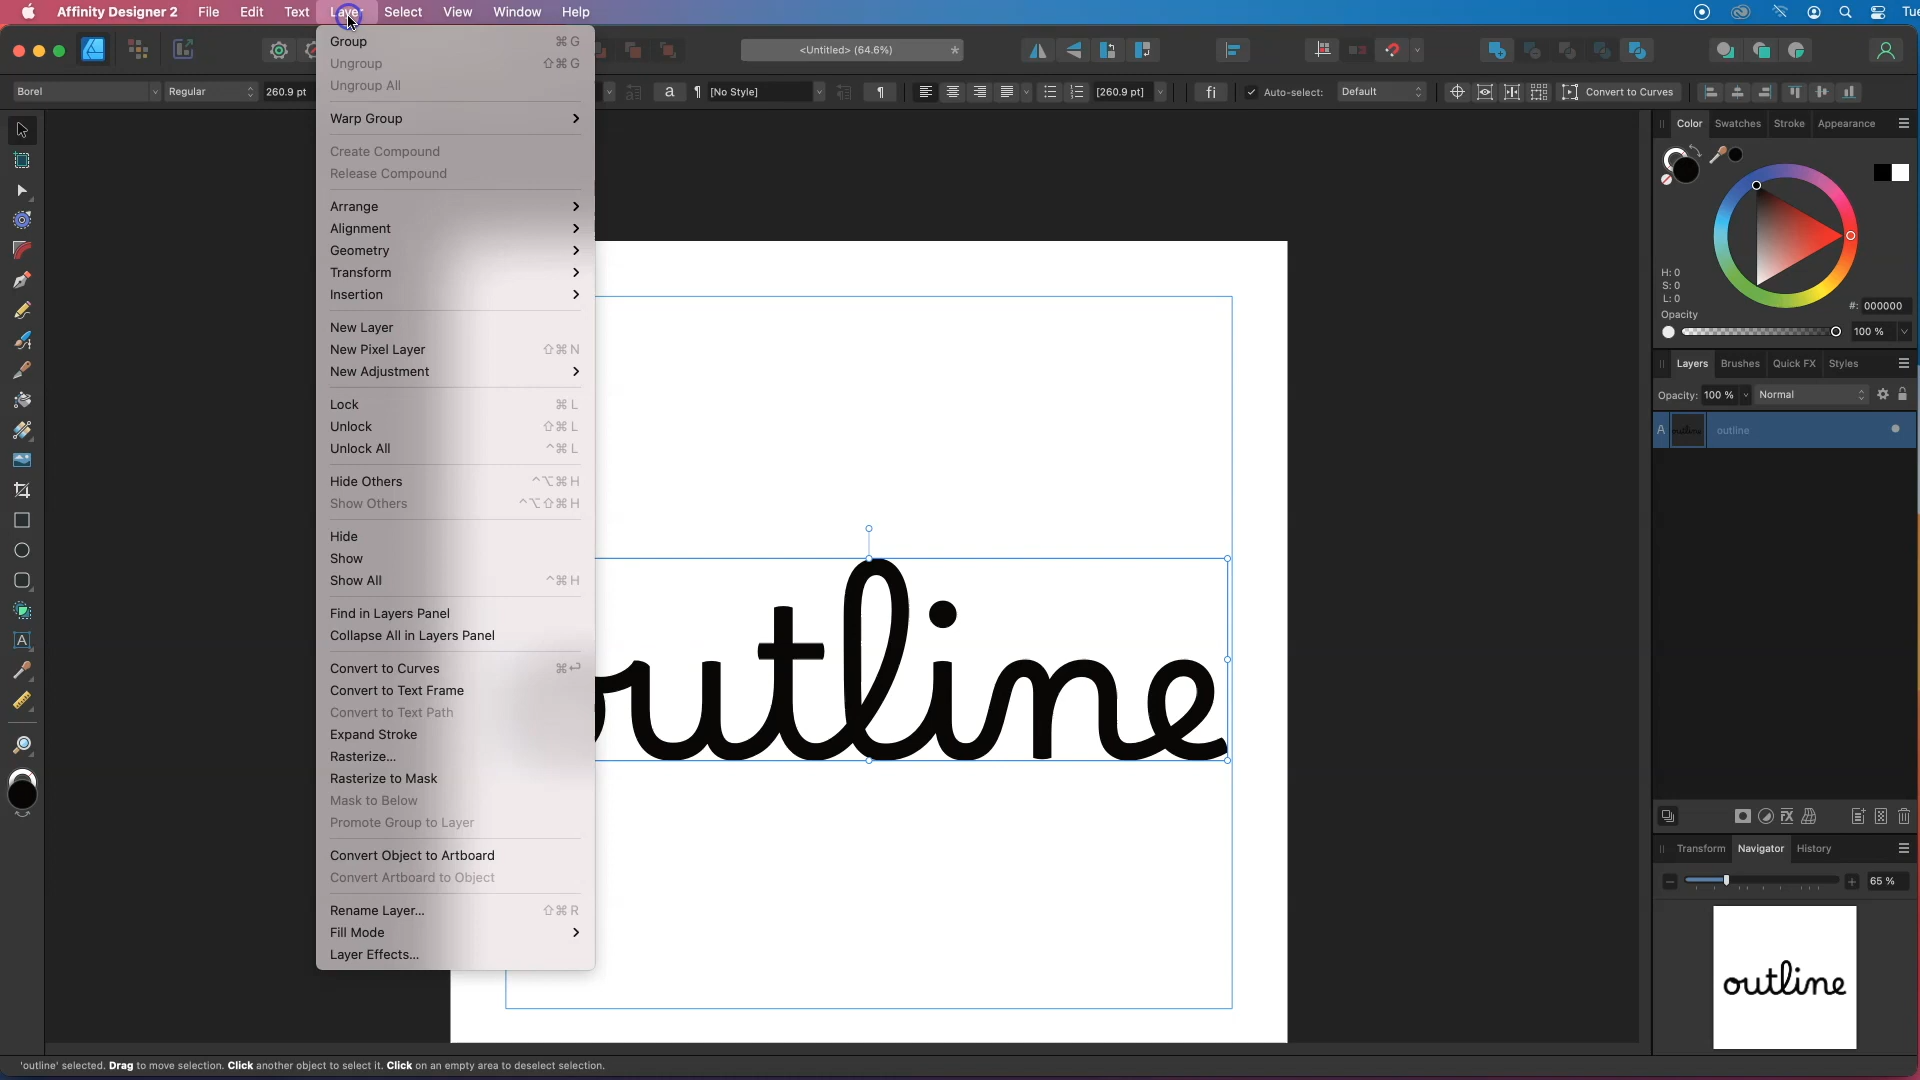 Affinity Designer 2 File Edit Text Layer Select View Window Help
<Untitled> (64.6%) *
Borel Regular 260.9 pt a ¶ [No Style] ¶ [260.9 pt] fi Auto-select: Default Convert to Curves
Group ⌘ G
Ungroup ⇧⌘ G
Ungroup All
Warp Group
Create Compound
Release Compound
Arrange
Alignment
Geometry
Transform
Insertion
New Layer
New Pixel Layer ⇧⌘ N
New Adjustment
Lock ⌘ L
Unlock ⇧⌘ L
Unlock All ^⌘ L
Hide Others ^⌥⌘ H
Show Others ^⌥⇧⌘ H
Hide
Show
Show All ^⌘ H
Find in Layers Panel
Collapse All in Layers Panel
Convert to Curves ⌘↩
Convert to Text Frame
Convert to Text Path
Expand Stroke
Rasterize...
Rasterize to Mask
Mask to Below
Promote Group to Layer
Convert Object to Artboard
Convert Artboard to Object
Rename Layer... ⇧⌘ R
Fill Mode
Layer Effects...
outline
Color Swatches Stroke Appearance
H: 0
S: 0
L: 0
#: 000000
Opacity
100 %
Layers Brushes Quick FX Styles
Opacity: 100 % Normal
A outline outline
Transform Navigator History
65 %
outline
'outline' selected. Drag to move selection. Click another object to select it. Click on an empty area to deselect selection.